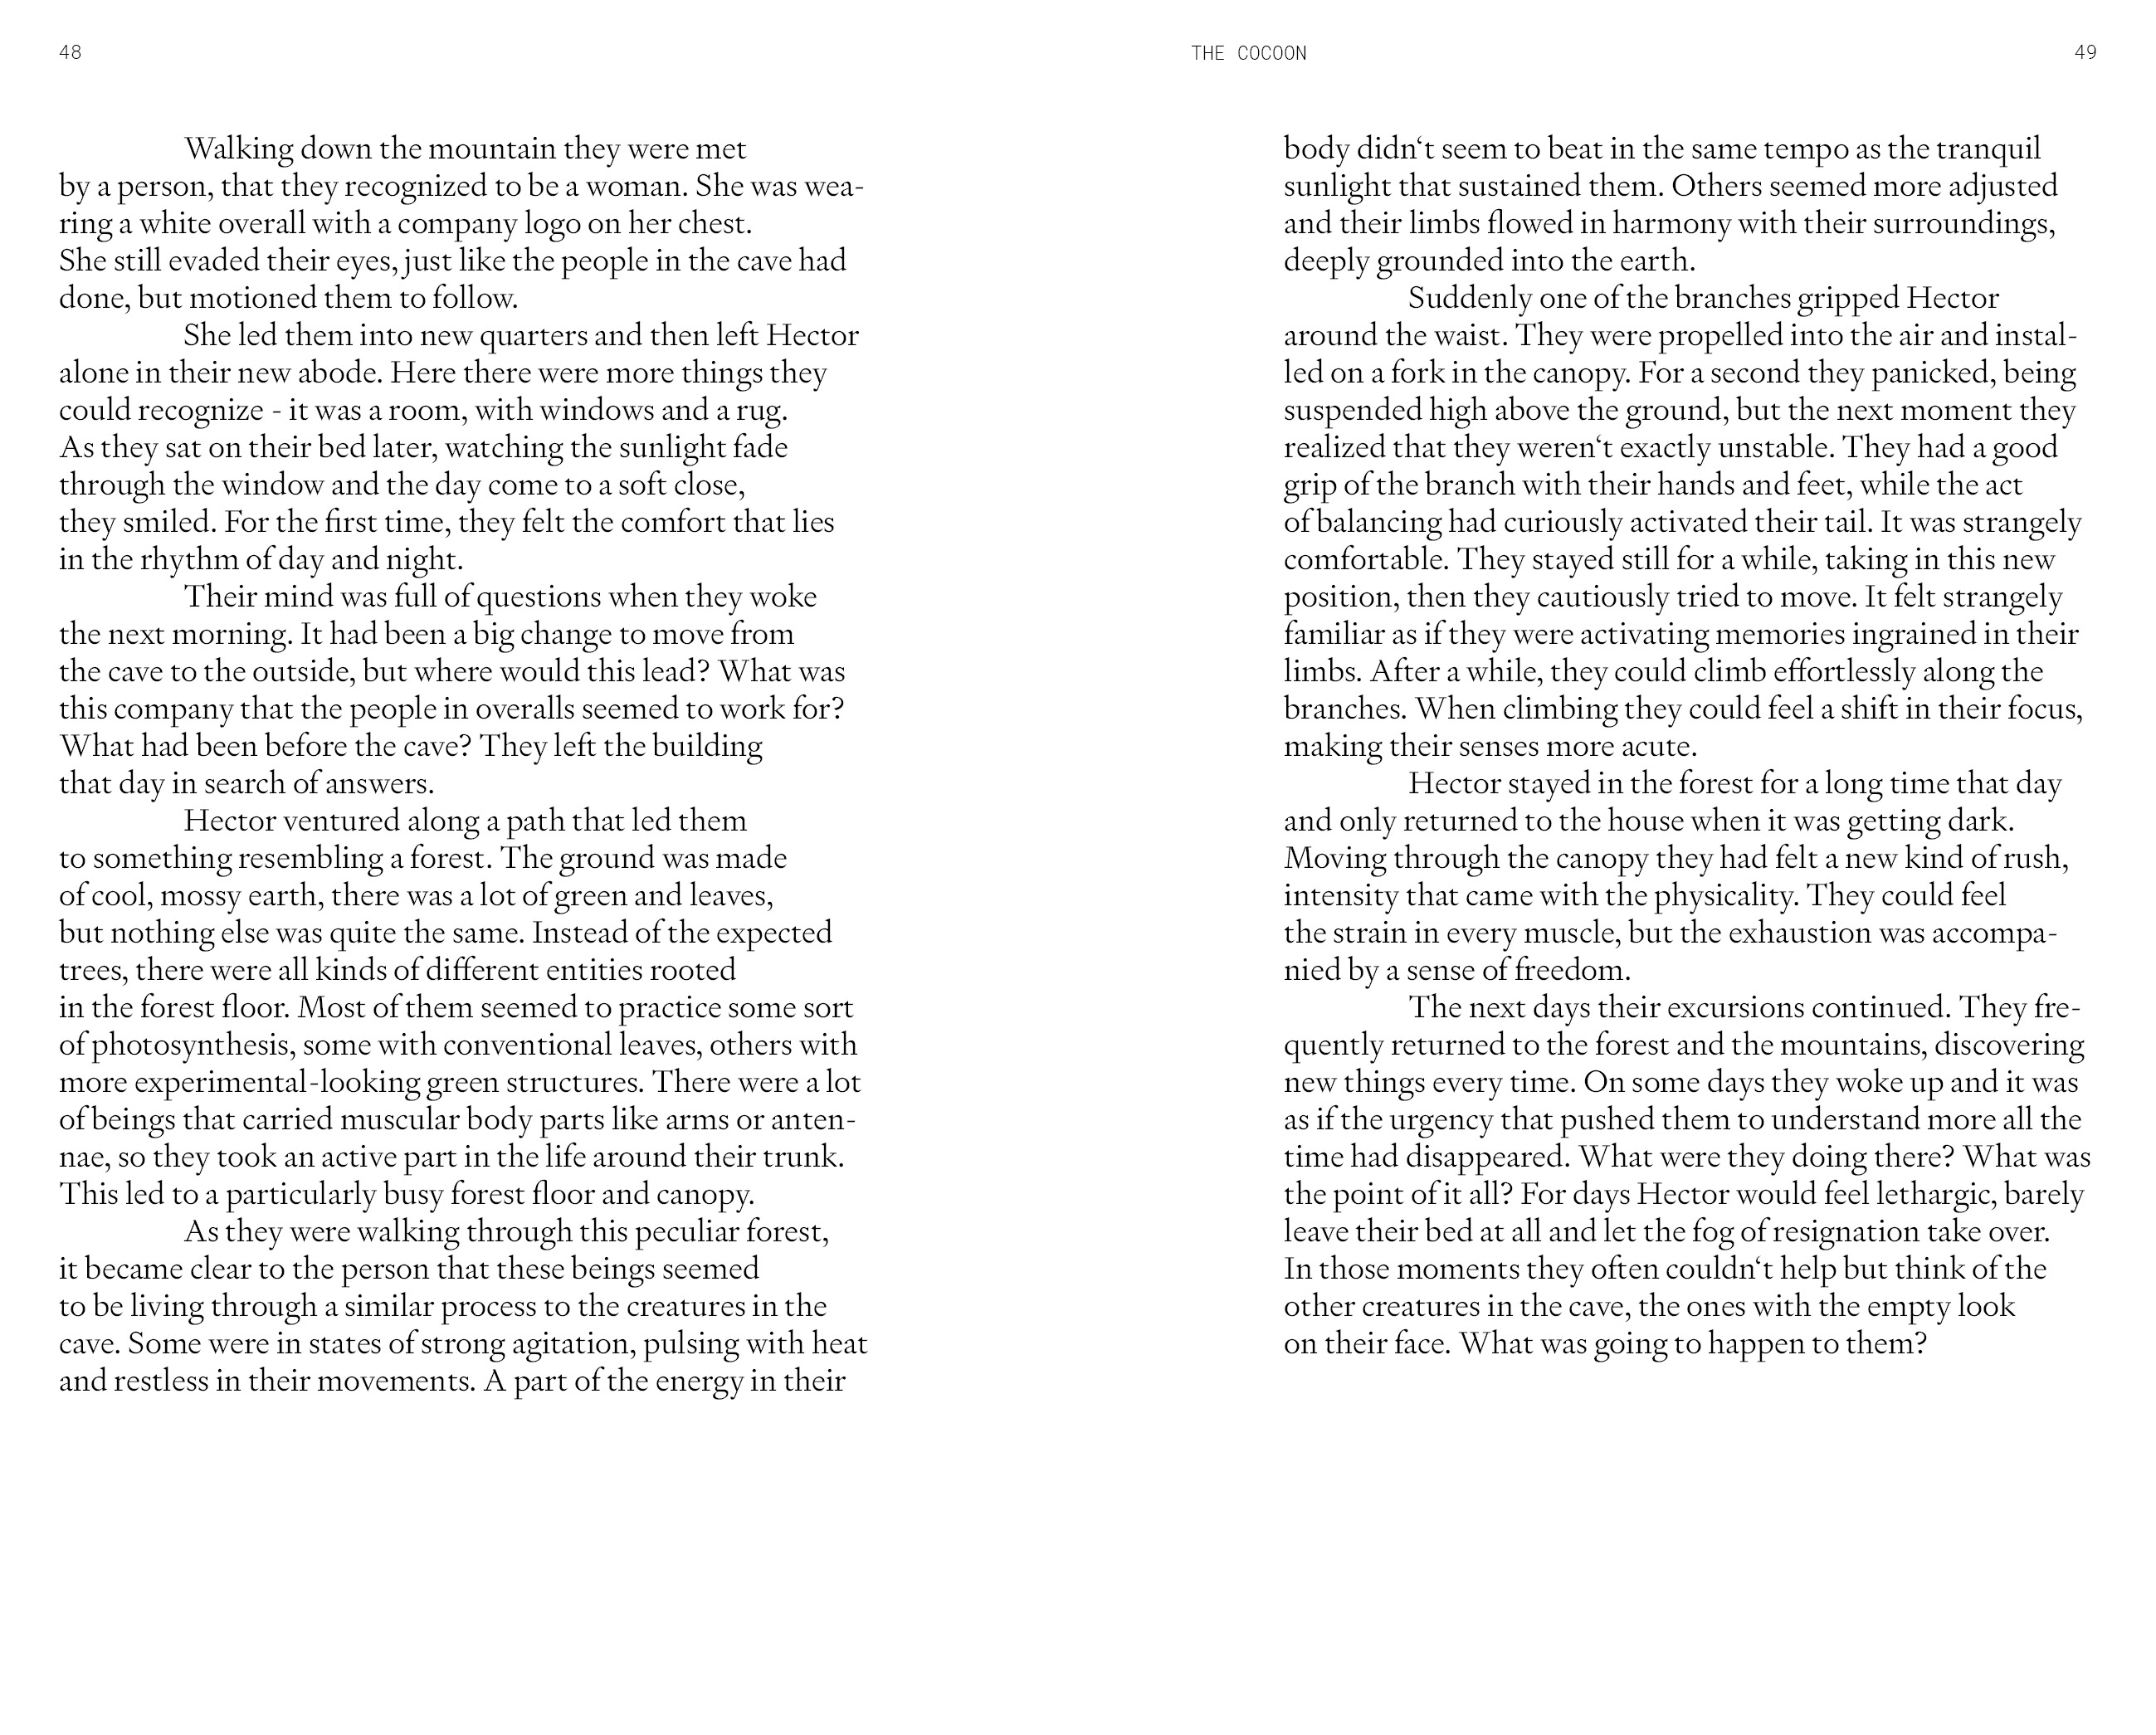 48
Walking down the mountain they were met
by a person, that they recognized to be a woman. She was wea-
ring a white overall with a company logo on her chest.
She still evaded their eyes, just like the people in the cave had
done, but motioned them to follow.
She led them into new quarters and then left Hector
alone in their new abode. Here there were more things they
could recognize - it was a room, with windows and a rug.
As they sat on their bed later, watching the sunlight fade
through the window and the day come to a soft close,
they smiled. For the first time, they felt the comfort that lies
in the rhythm of day and night.
Their mind was full of questions when they woke
the next morning. It had been a big change to move from
the cave to the outside, but where would this lead? What was
this company that the people in overalls seemed to work for?
What had been before the cave? They left the building
that day in search of answers.
Hector ventured along a path that led them
to something resembling a forest. The ground was made
of cool, mossy earth, there was a lot of green and leaves,
but nothing else was quite the same. Instead of the expected
trees, there were all kinds of different entities rooted
in the forest floor. Most of them seemed to practice some sort
of photosynthesis, some with conventional leaves, others with
more experimental-looking green structures. There were a lot
of beings that carried muscular body parts like arms or anten-
nae, so they took an active part in the life around their trunk.
This led to a particularly busy forest floor and canopy.
As they were walking through this peculiar forest,
it became clear to the person that these beings seemed
to be living through a similar process to the creatures in the
cave. Some were in states of strong agitation, pulsing with heat
and restless in their movements. A part of the energy in their
THE COCOON
49
body didn‘t seem to beat in the same tempo as the tranquil
sunlight that sustained them. Others seemed more adjusted
and their limbs flowed in harmony with their surroundings,
deeply grounded into the earth.
Suddenly one of the branches gripped Hector
around the waist. They were propelled into the air and instal-
led on a fork in the canopy. For a second they panicked, being
suspended high above the ground, but the next moment they
realized that they weren‘t exactly unstable. They had a good
grip of the branch with their hands and feet, while the act
of balancing had curiously activated their tail. It was strangely
comfortable. They stayed still for a while, taking in this new
position, then they cautiously tried to move. It felt strangely
familiar as if they were activating memories ingrained in their
limbs. After a while, they could climb effortlessly along the
branches. When climbing they could feel a shift in their focus,
making their senses more acute.
Hector stayed in the forest for a long time that day
and only returned to the house when it was getting dark.
Moving through the canopy they had felt a new kind of rush,
intensity that came with the physicality. They could feel
the strain in every muscle, but the exhaustion was accompa-
nied by a sense of freedom.
The next days their excursions continued. They fre-
quently returned to the forest and the mountains, discovering
new things every time. On some days they woke up and it was
as if the urgency that pushed them to understand more all the
time had disappeared. What were they doing there? What was
the point of it all? For days Hector would feel lethargic, barely
leave their bed at all and let the fog of resignation take over.
In those moments they often couldn‘t help but think of the
other creatures in the cave, the ones with the empty look
on their face. What was going to happen to them?